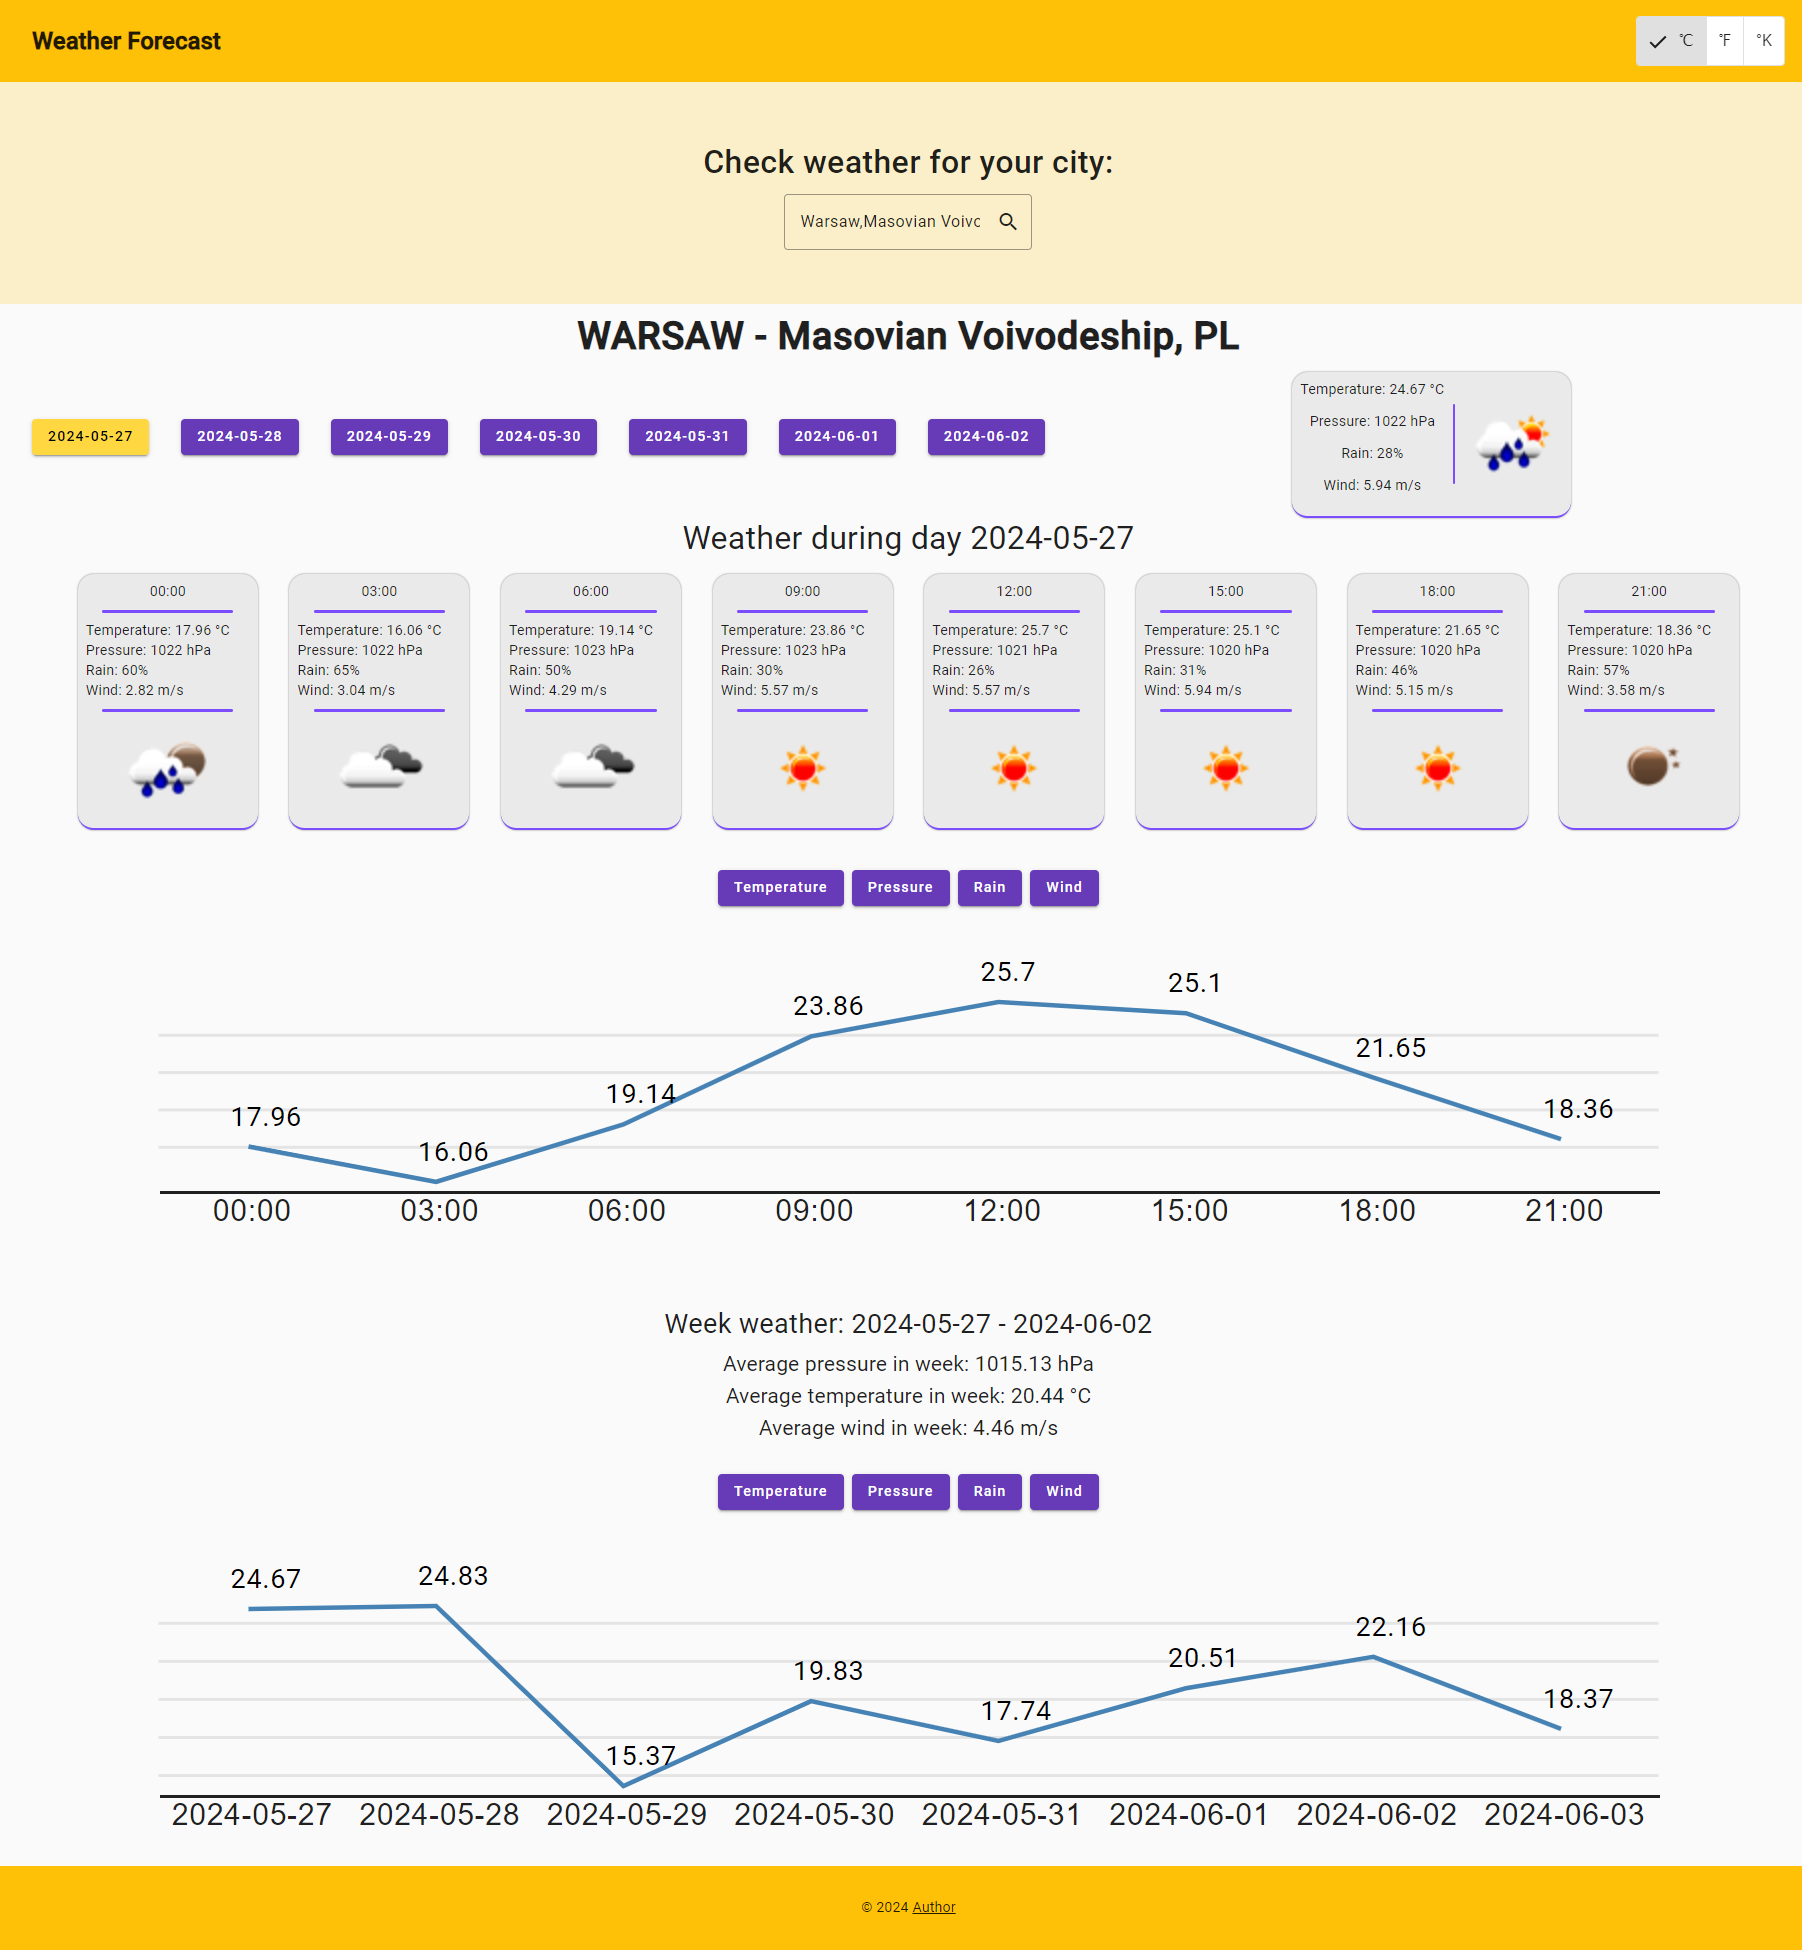 Weather Forecast
°C
°F
°K
Check weather for your city:
Warsaw,Masovian Voivc
WARSAW - Masovian Voivodeship, PL
2024-05-27
2024-05-28
2024-05-29
2024-05-30
2024-05-31
2024-06-01
2024-06-02
Temperature: 24.67 °C
Pressure: 1022 hPa
Rain: 28%
Wind: 5.94 m/s
Weather during day 2024-05-27
00:00
Temperature: 17.96 °C
Pressure: 1022 hPa
Rain: 60%
Wind: 2.82 m/s
03:00
Temperature: 16.06 °C
Pressure: 1022 hPa
Rain: 65%
Wind: 3.04 m/s
06:00
Temperature: 19.14 °C
Pressure: 1023 hPa
Rain: 50%
Wind: 4.29 m/s
09:00
Temperature: 23.86 °C
Pressure: 1023 hPa
Rain: 30%
Wind: 5.57 m/s
12:00
Temperature: 25.7 °C
Pressure: 1021 hPa
Rain: 26%
Wind: 5.57 m/s
15:00
Temperature: 25.1 °C
Pressure: 1020 hPa
Rain: 31%
Wind: 5.94 m/s
18:00
Temperature: 21.65 °C
Pressure: 1020 hPa
Rain: 46%
Wind: 5.15 m/s
21:00
Temperature: 18.36 °C
Pressure: 1020 hPa
Rain: 57%
Wind: 3.58 m/s
Temperature
Pressure
Rain
Wind
17.96
16.06
19.14
23.86
25.7
25.1
21.65
18.36
00:00
03:00
06:00
09:00
12:00
15:00
18:00
21:00
Week weather: 2024-05-27 - 2024-06-02
Average pressure in week: 1015.13 hPa
Average temperature in week: 20.44 °C
Average wind in week: 4.46 m/s
Temperature
Pressure
Rain
Wind
24.67
24.83
15.37
19.83
17.74
20.51
22.16
18.37
2024-05-27
2024-05-28
2024-05-29
2024-05-30
2024-05-31
2024-06-01
2024-06-02
2024-06-03
© 2024 Author